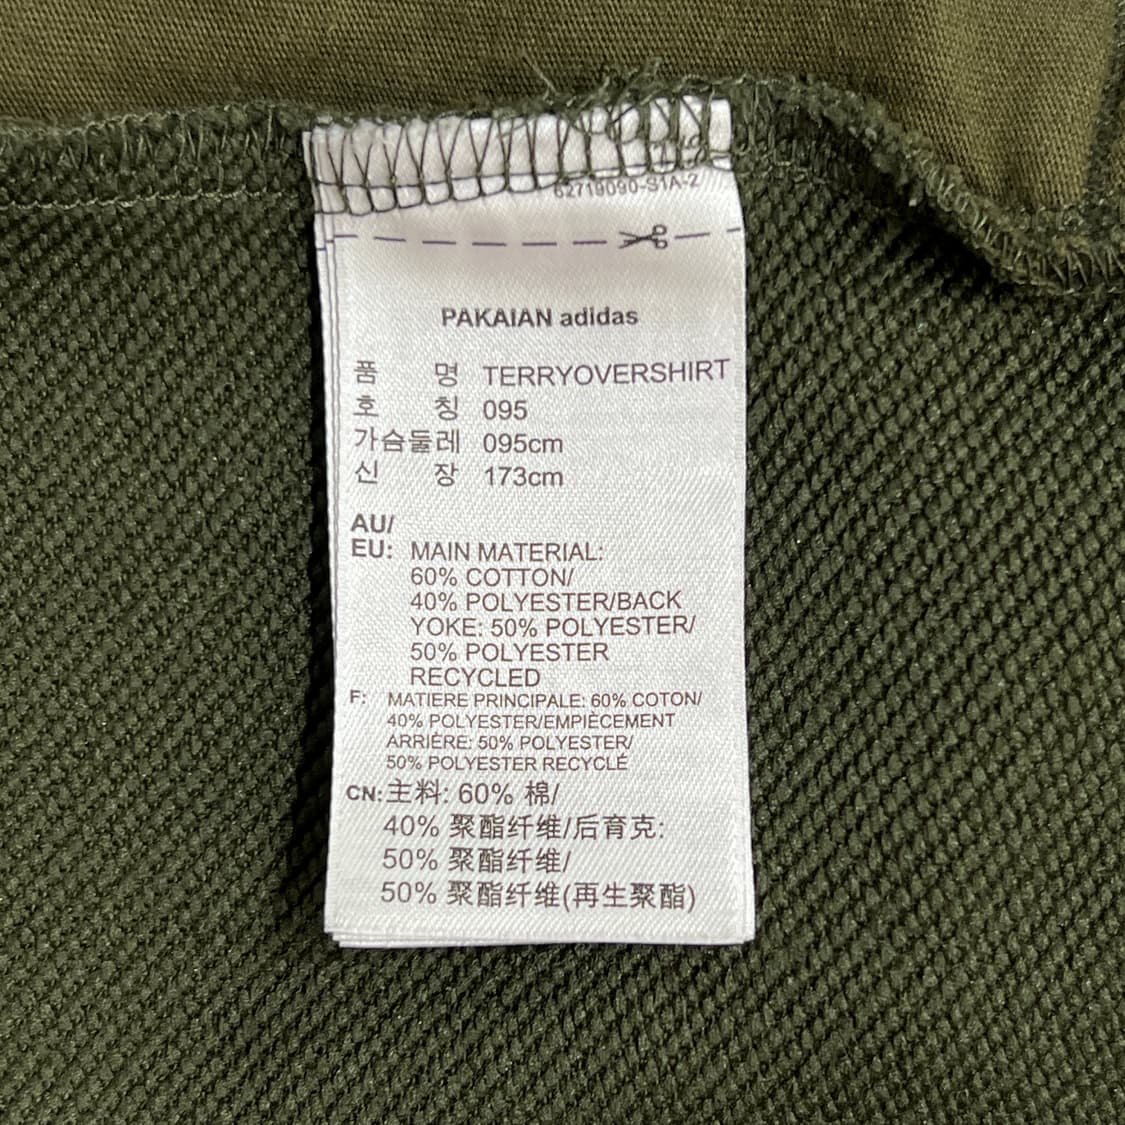 62719090-S1A-2
PAKAIAN adidas
품 명 TERRYOVERSHIRT
호 칭 095
가슴둘레 095cm
신 장 173cm
AU/
EU: MAIN MATERIAL:
60% COTTON/
40% POLYESTER/BACK
YOKE: 50% POLYESTER/
50% POLYESTER
RECYCLED
F: MATIERE PRINCIPALE: 60% COTON/
40% POLYESTER/EMPIÈCEMENT
ARRIÈRE: 50% POLYESTER/
50% POLYESTER RECYCLÉ
CN: 主料: 60% 棉/
40% 聚酯纤维/后育克:
50% 聚酯纤维/
50% 聚酯纤维(再生聚酯)